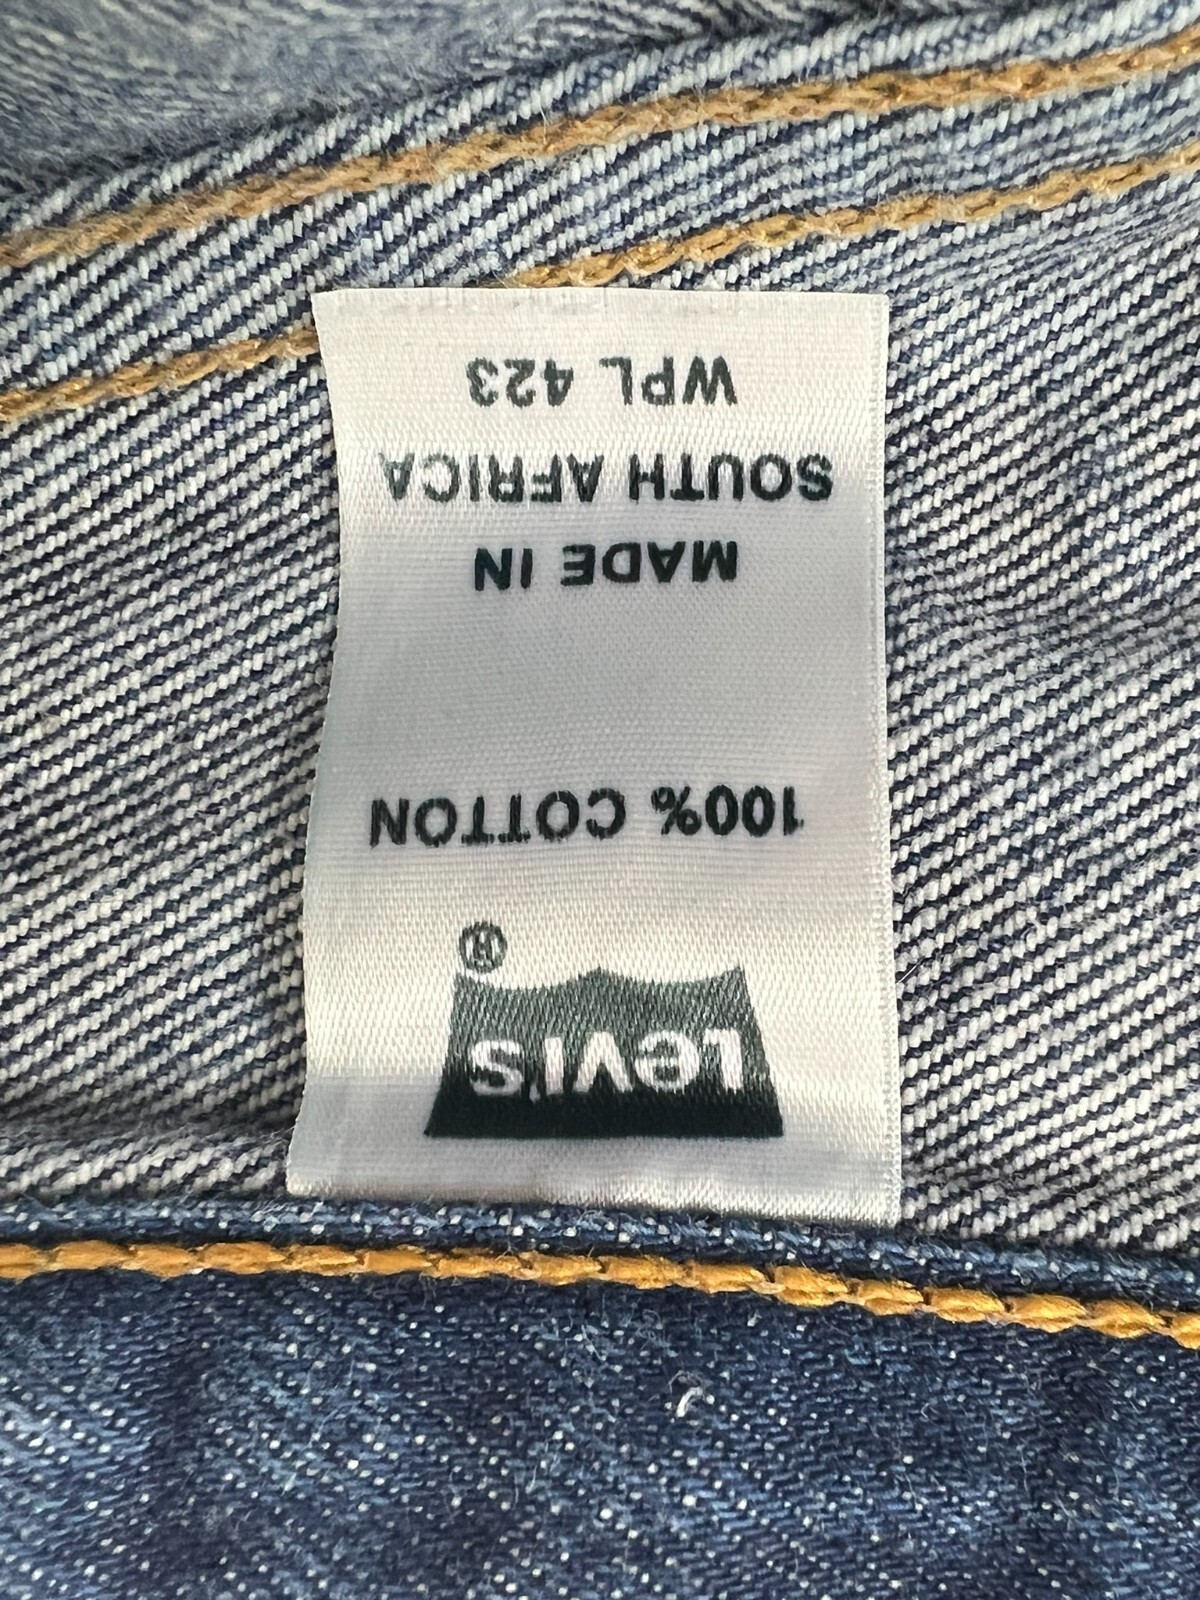 Levi's
®
100% COTTON
MADE IN
SOUTH AFRICA
WPL 423